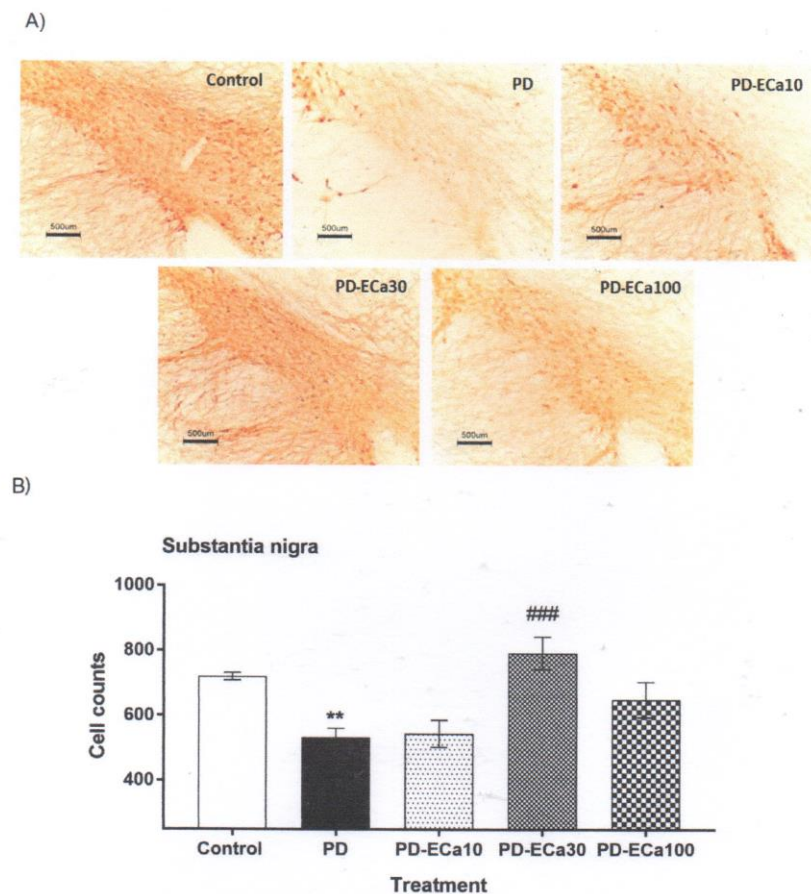 A)
Control
PD
PD-ECa10
500um
500um
500um
PD-ECa30
PD-ECa100
500um
500um
B)
Substantia nigra
1000
###
800
**
600
400
Cell counts
Control PD PD-ECa10 PD-ECa30 PD-ECa100
Treatment